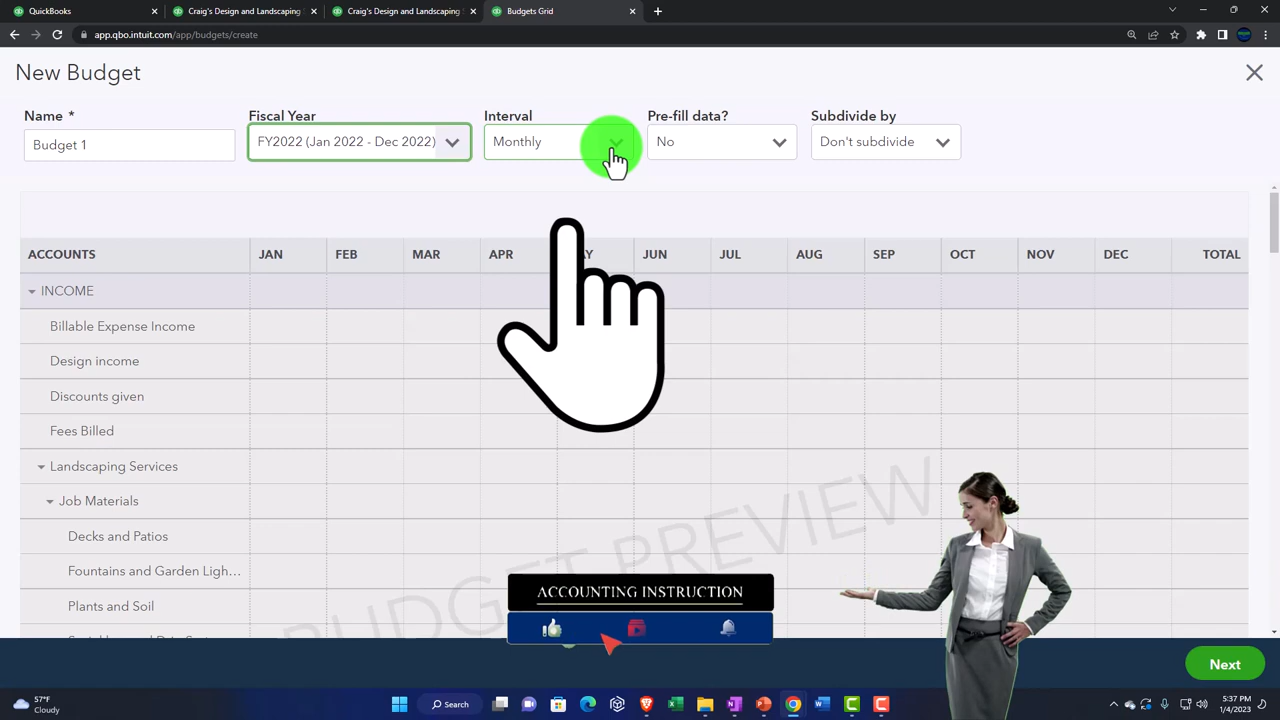 QuickBooks
Craig's Design and Landscaping
Craig's Design and Landscaping
Budgets Grid
app.qbo.intuit.com/app/budgets/create
New Budget
Name *
Fiscal Year
Interval
Pre-fill data?
Subdivide by
Budget 1
FY2022 (Jan 2022 - Dec 2022)
Monthly
No
Don't subdivide
ACCOUNTS JAN FEB MAR APR JUN JUL AUG SEP OCT NOV DEC TOTAL
INCOME
Billable Expense Income
Design income
Discounts given
Fees Billed
Landscaping Services
Job Materials
Decks and Patios
Fountains and Garden Ligh...
Plants and Soil
BUDGET PREVIEW
ACCOUNTING INSTRUCTION
Next
57°F
Cloudy
Search
5:37 PM
1/4/2023